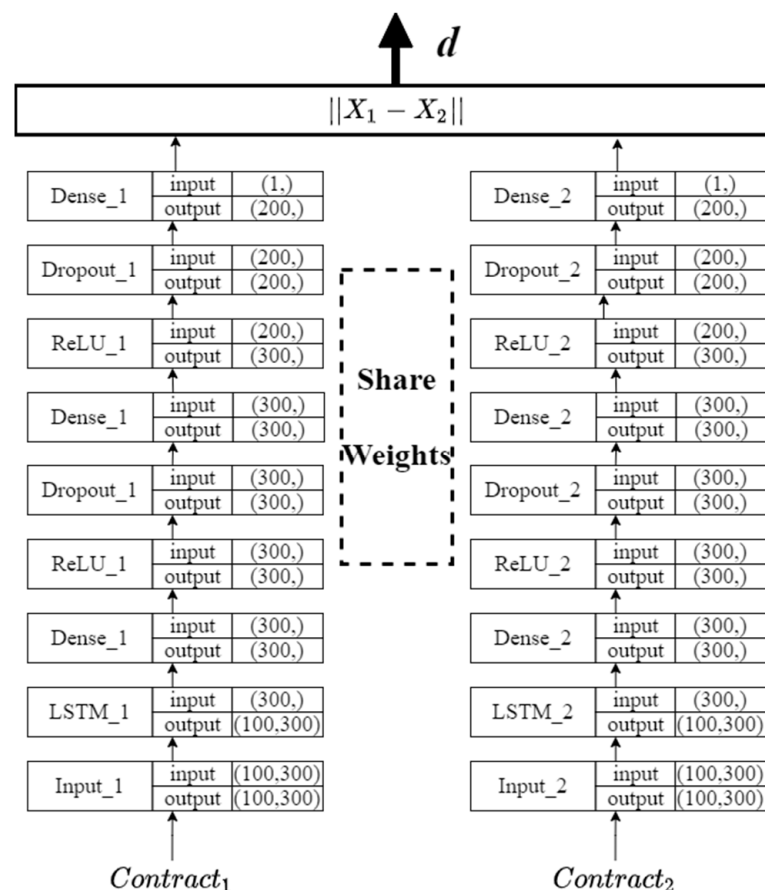 d
||X₁ − X₂||
Dense_1 input (1,)
output (200,)
Dropout_1 input (200,)
output (200,)
ReLU_1 input (200,)
output (300,)
Dense_1 input (300,)
output (300,)
Dropout_1 input (300,)
output (300,)
ReLU_1 input (300,)
output (300,)
Dense_1 input (300,)
output (300,)
LSTM_1 input (300,)
output (100,300)
Input_1 input (100,300)
output (100,300)
Contract₁
Share
Weights
Dense_2 input (1,)
output (200,)
Dropout_2 input (200,)
output (200,)
ReLU_2 input (200,)
output (300,)
Dense_2 input (300,)
output (300,)
Dropout_2 input (300,)
output (300,)
ReLU_2 input (300,)
output (300,)
Dense_2 input (300,)
output (300,)
LSTM_2 input (300,)
output (100,300)
Input_2 input (100,300)
output (100,300)
Contract₂